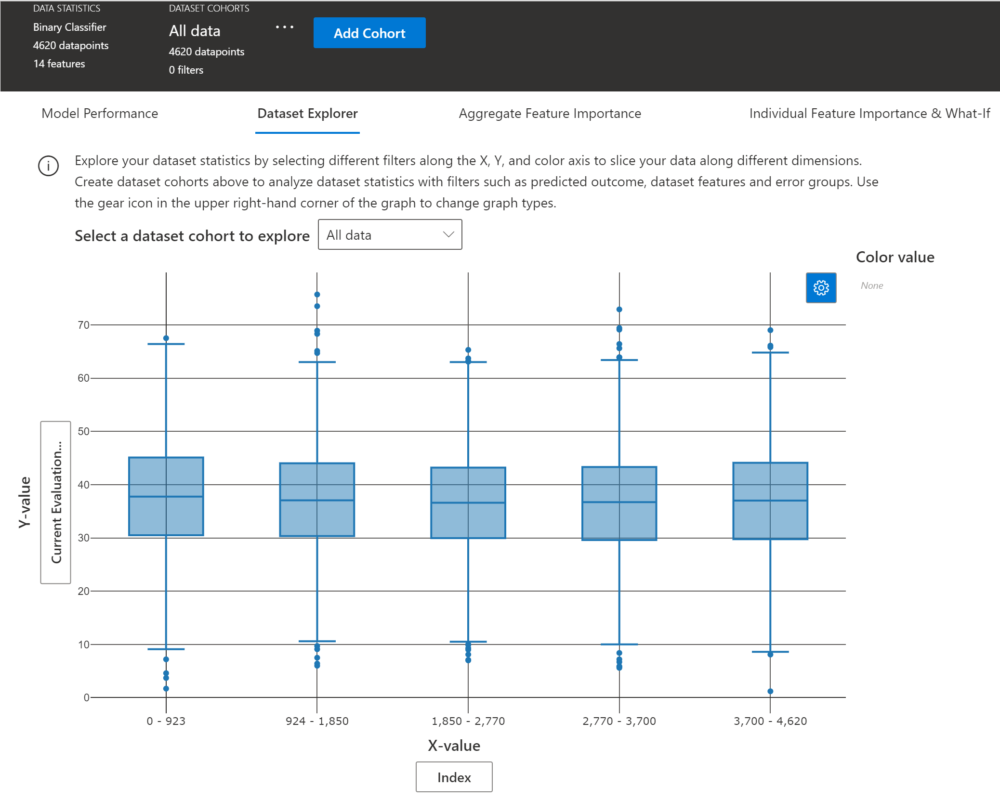 DATA STATISTICS
Binary Classifier
4620 datapoints
14 features
DATASET COHORTS
All data
...
4620 datapoints
0 filters
Add Cohort
Model Performance
Dataset Explorer
Aggregate Feature Importance
Individual Feature Importance & What-If
Explore your dataset statistics by selecting different filters along the X, Y, and color axis to slice your data along different dimensions.
Create dataset cohorts above to analyze dataset statistics with filters such as predicted outcome, dataset features and error groups. Use
the gear icon in the upper right-hand corner of the graph to change graph types.
Select a dataset cohort to explore
All data
Color value
None
Y-value
Current Evaluation...
70
60
50
40
30
20
10
0
0 - 923
924 - 1,850
1,850 - 2,770
2,770 - 3,700
3,700 - 4,620
X-value
Index